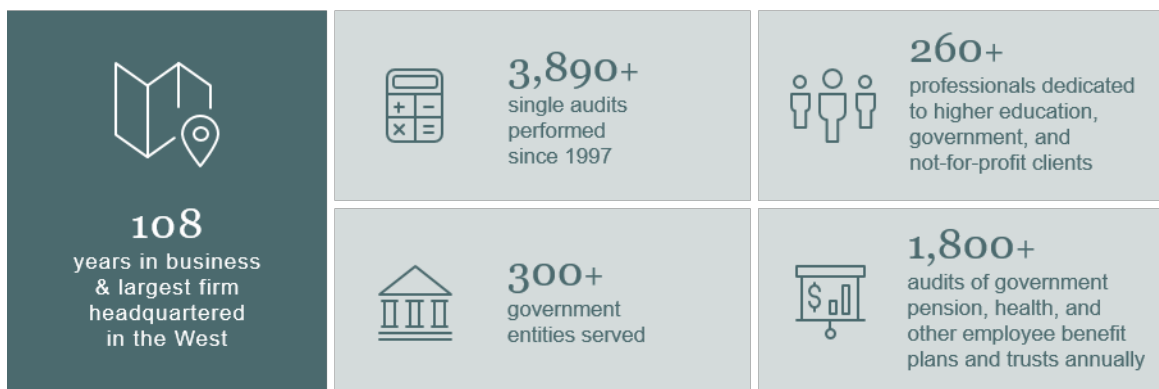 108
years in business
& largest firm
headquartered
in the West
3,890+
single audits
performed
since 1997
260+
professionals dedicated
to higher education,
government, and
not-for-profit clients
300+
government
entities served
1,800+
audits of government
pension, health, and
other employee benefit
plans and trusts annually